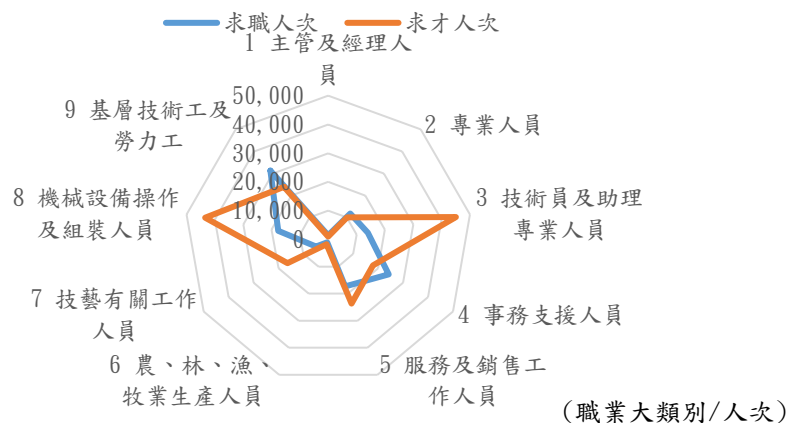 求職人次 求才人次
1 主管及經理人
員
50,000
40,000
30,000
20,000
10,000
0
2 專業人員
3 技術員及助理
專業人員
4 事務支援人員
5 服務及銷售工
作人員
6 農、林、漁、
牧業生產人員
7 技藝有關工作
人員
8 機械設備操作
及組裝人員
9 基層技術工及
勞力工
(職業大類別/人次)